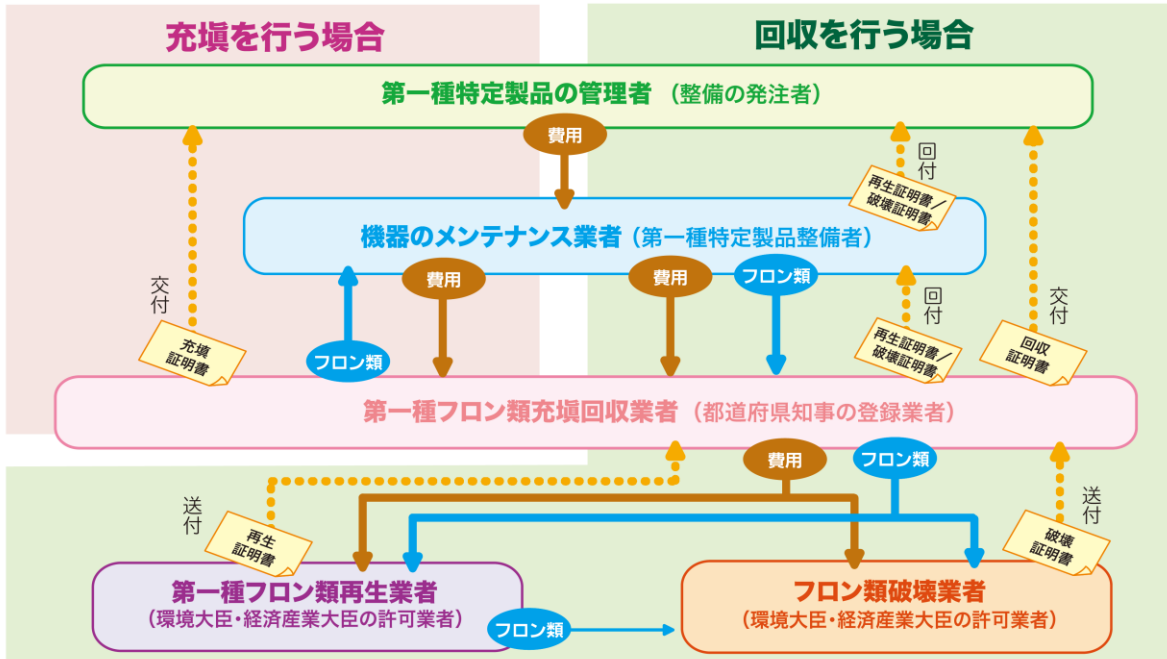 充塡を行う場合
回収を行う場合
第一種特定製品の管理者（整備の発注者）
費用
回付
再生証明書／
破壊証明書
機器のメンテナンス業者（第一種特定製品整備者）
費用
費用
フロン類
交付
回付
交付
充塡
証明書
フロン類
再生証明書／
破壊証明書
回収
証明書
第一種フロン類充塡回収業者（都道府県知事の登録業者）
費用
フロン類
送付
送付
再生
証明書
破壊
証明書
第一種フロン類再生業者
（環境大臣・経済産業大臣の許可業者）
フロン類
フロン類破壊業者
（環境大臣・経済産業大臣の許可業者）